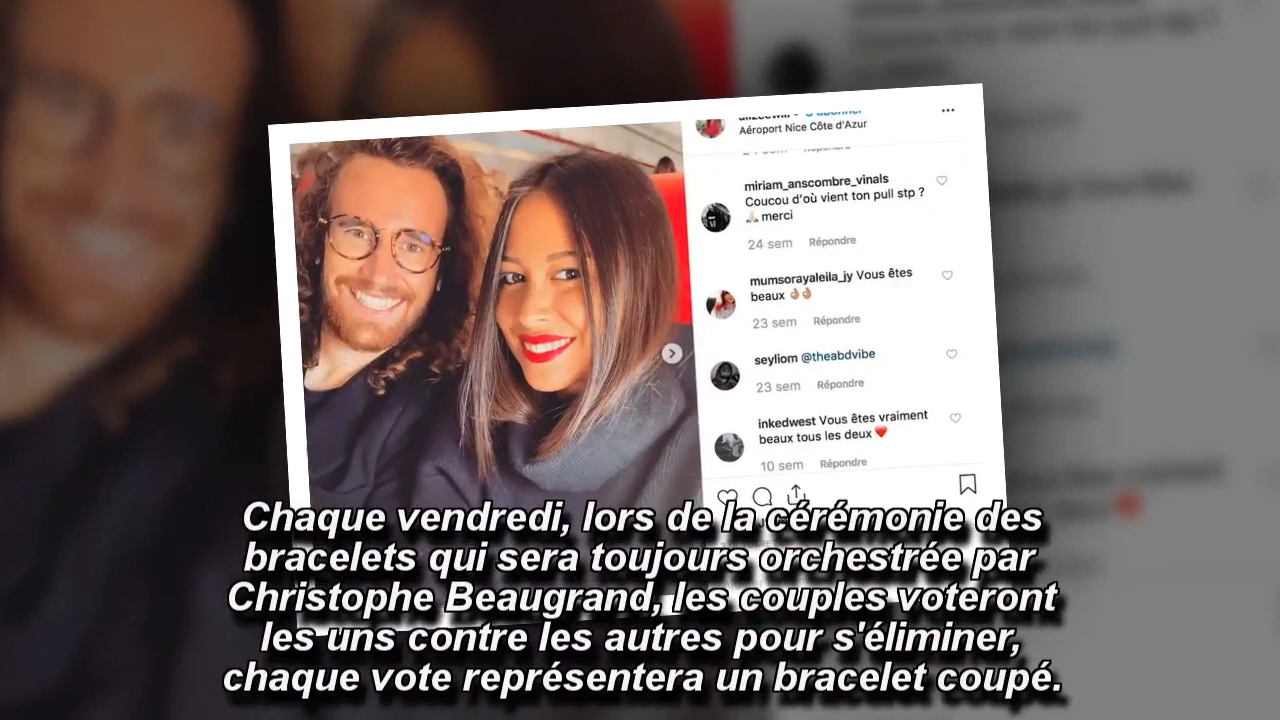 Aéroport Nice Côte d'Azur
Répondre
miriam_anscombre_vinals
Coucou d'où vient ton pull stp ?
🙏🏼 merci
24 sem Répondre
mumsorayaleila_jy Vous êtes
beaux 👌🏽👌🏽
23 sem Répondre
seyliom @theabdvibe
23 sem Répondre
inkedwest Vous êtes vraiment
beaux tous les deux ❤️
10 sem Répondre
Chaque vendredi, lors de la cérémonie des
bracelets qui sera toujours orchestrée par
Christophe Beaugrand, les couples voteront
les uns contre les autres pour s'éliminer,
chaque vote représentera un bracelet coupé.